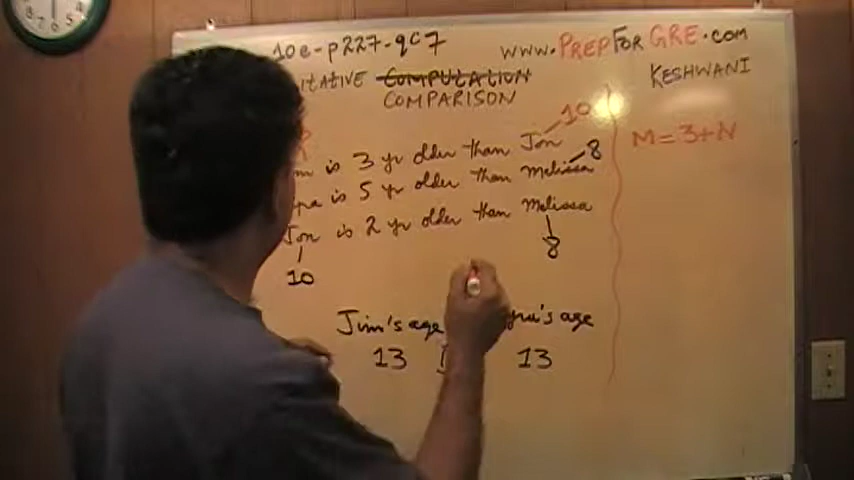 10e-p227-qc7
www.PREPFORGRE.com
COMPUTATION
KESHWANI
COMPARISON
10
M=3+N
is 3 yr older than Jon
8
is 5 yr older than Melissa
Jon is 2 yr older than Melissa
8
10
Jim's age
age
13
13